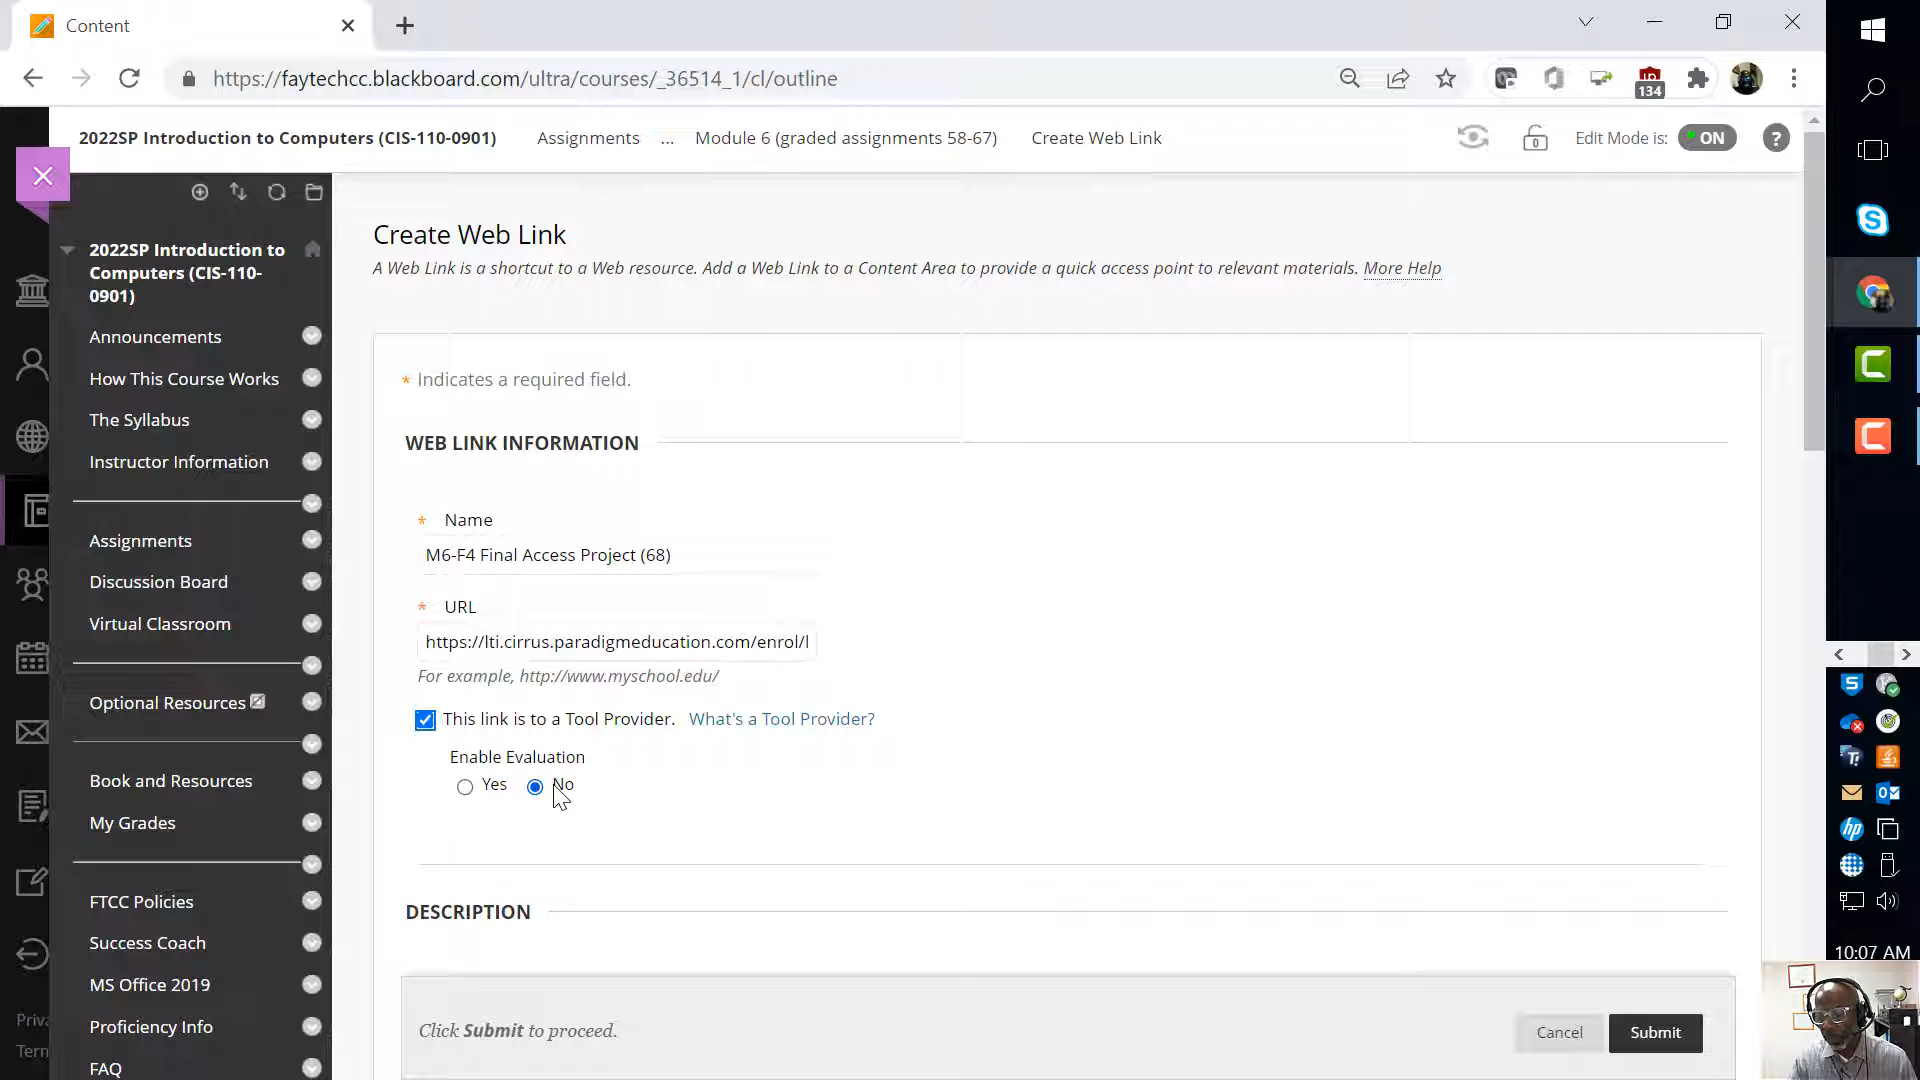 Content
https://faytechcc.blackboard.com/ultra/courses/_36514_1/cl/outline
134
2022SP Introduction to Computers (CIS-110-0901)
Assignments
...
Module 6 (graded assignments 58-67)
Create Web Link
Edit Mode is:
ON
?
2022SP Introduction to
Computers (CIS-110-
0901)
Announcements
How This Course Works
The Syllabus
Instructor Information
Assignments
Discussion Board
Virtual Classroom
Optional Resources
Book and Resources
My Grades
FTCC Policies
Success Coach
MS Office 2019
Proficiency Info
FAQ
Priva
Term
Create Web Link
A Web Link is a shortcut to a Web resource. Add a Web Link to a Content Area to provide a quick access point to relevant materials. More Help
* Indicates a required field.
WEB LINK INFORMATION
* Name
M6-F4 Final Access Project (68)
* URL
https://lti.cirrus.paradigmeducation.com/enrol/l
For example, http://www.myschool.edu/
This link is to a Tool Provider. What's a Tool Provider?
Enable Evaluation
Yes
No
DESCRIPTION
Click Submit to proceed.
Cancel
Submit
10:07 AM